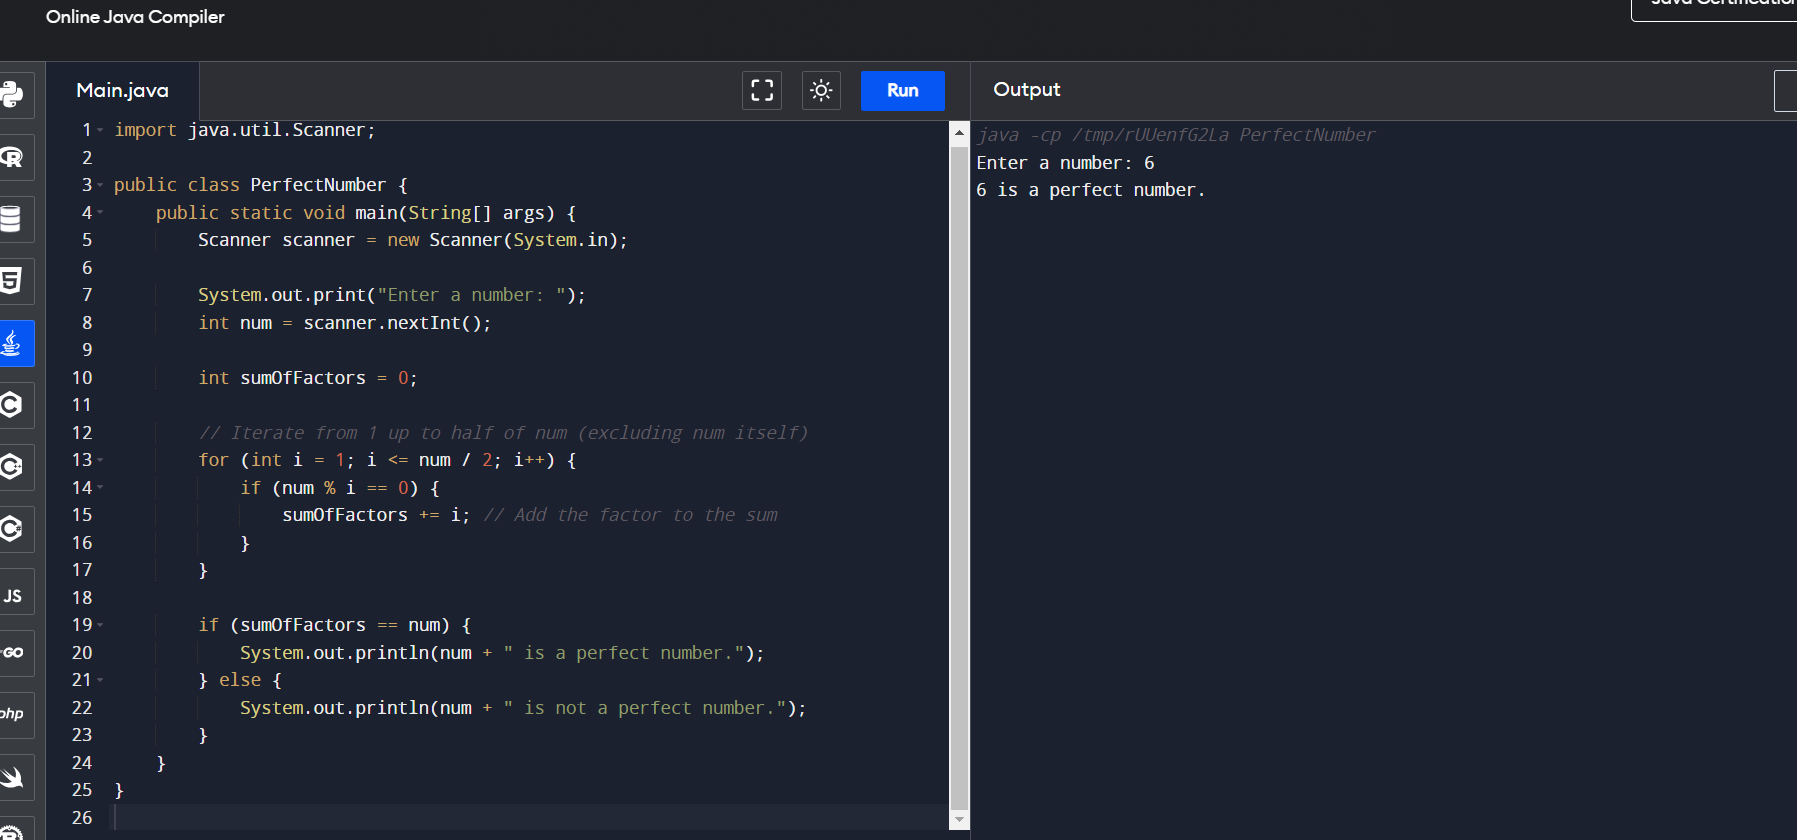 Online Java Compiler
Main.java
Run
Output
1 import java.util.Scanner;
2
3 public class PerfectNumber {
4     public static void main(String[] args) {
5         Scanner scanner = new Scanner(System.in);
6
7         System.out.print("Enter a number: ");
8         int num = scanner.nextInt();
9
10         int sumOfFactors = 0;
11
12         // Iterate from 1 up to half of num (excluding num itself)
13         for (int i = 1; i <= num / 2; i++) {
14             if (num % i == 0) {
15                 sumOfFactors += i; // Add the factor to the sum
16             }
17         }
18
19         if (sumOfFactors == num) {
20             System.out.println(num + " is a perfect number.");
21         } else {
22             System.out.println(num + " is not a perfect number.");
23         }
24     }
25 }
26
java -cp /tmp/rUUenfG2La PerfectNumber
Enter a number: 6
6 is a perfect number.
R
5
C
C++
C#
JS
GO
php